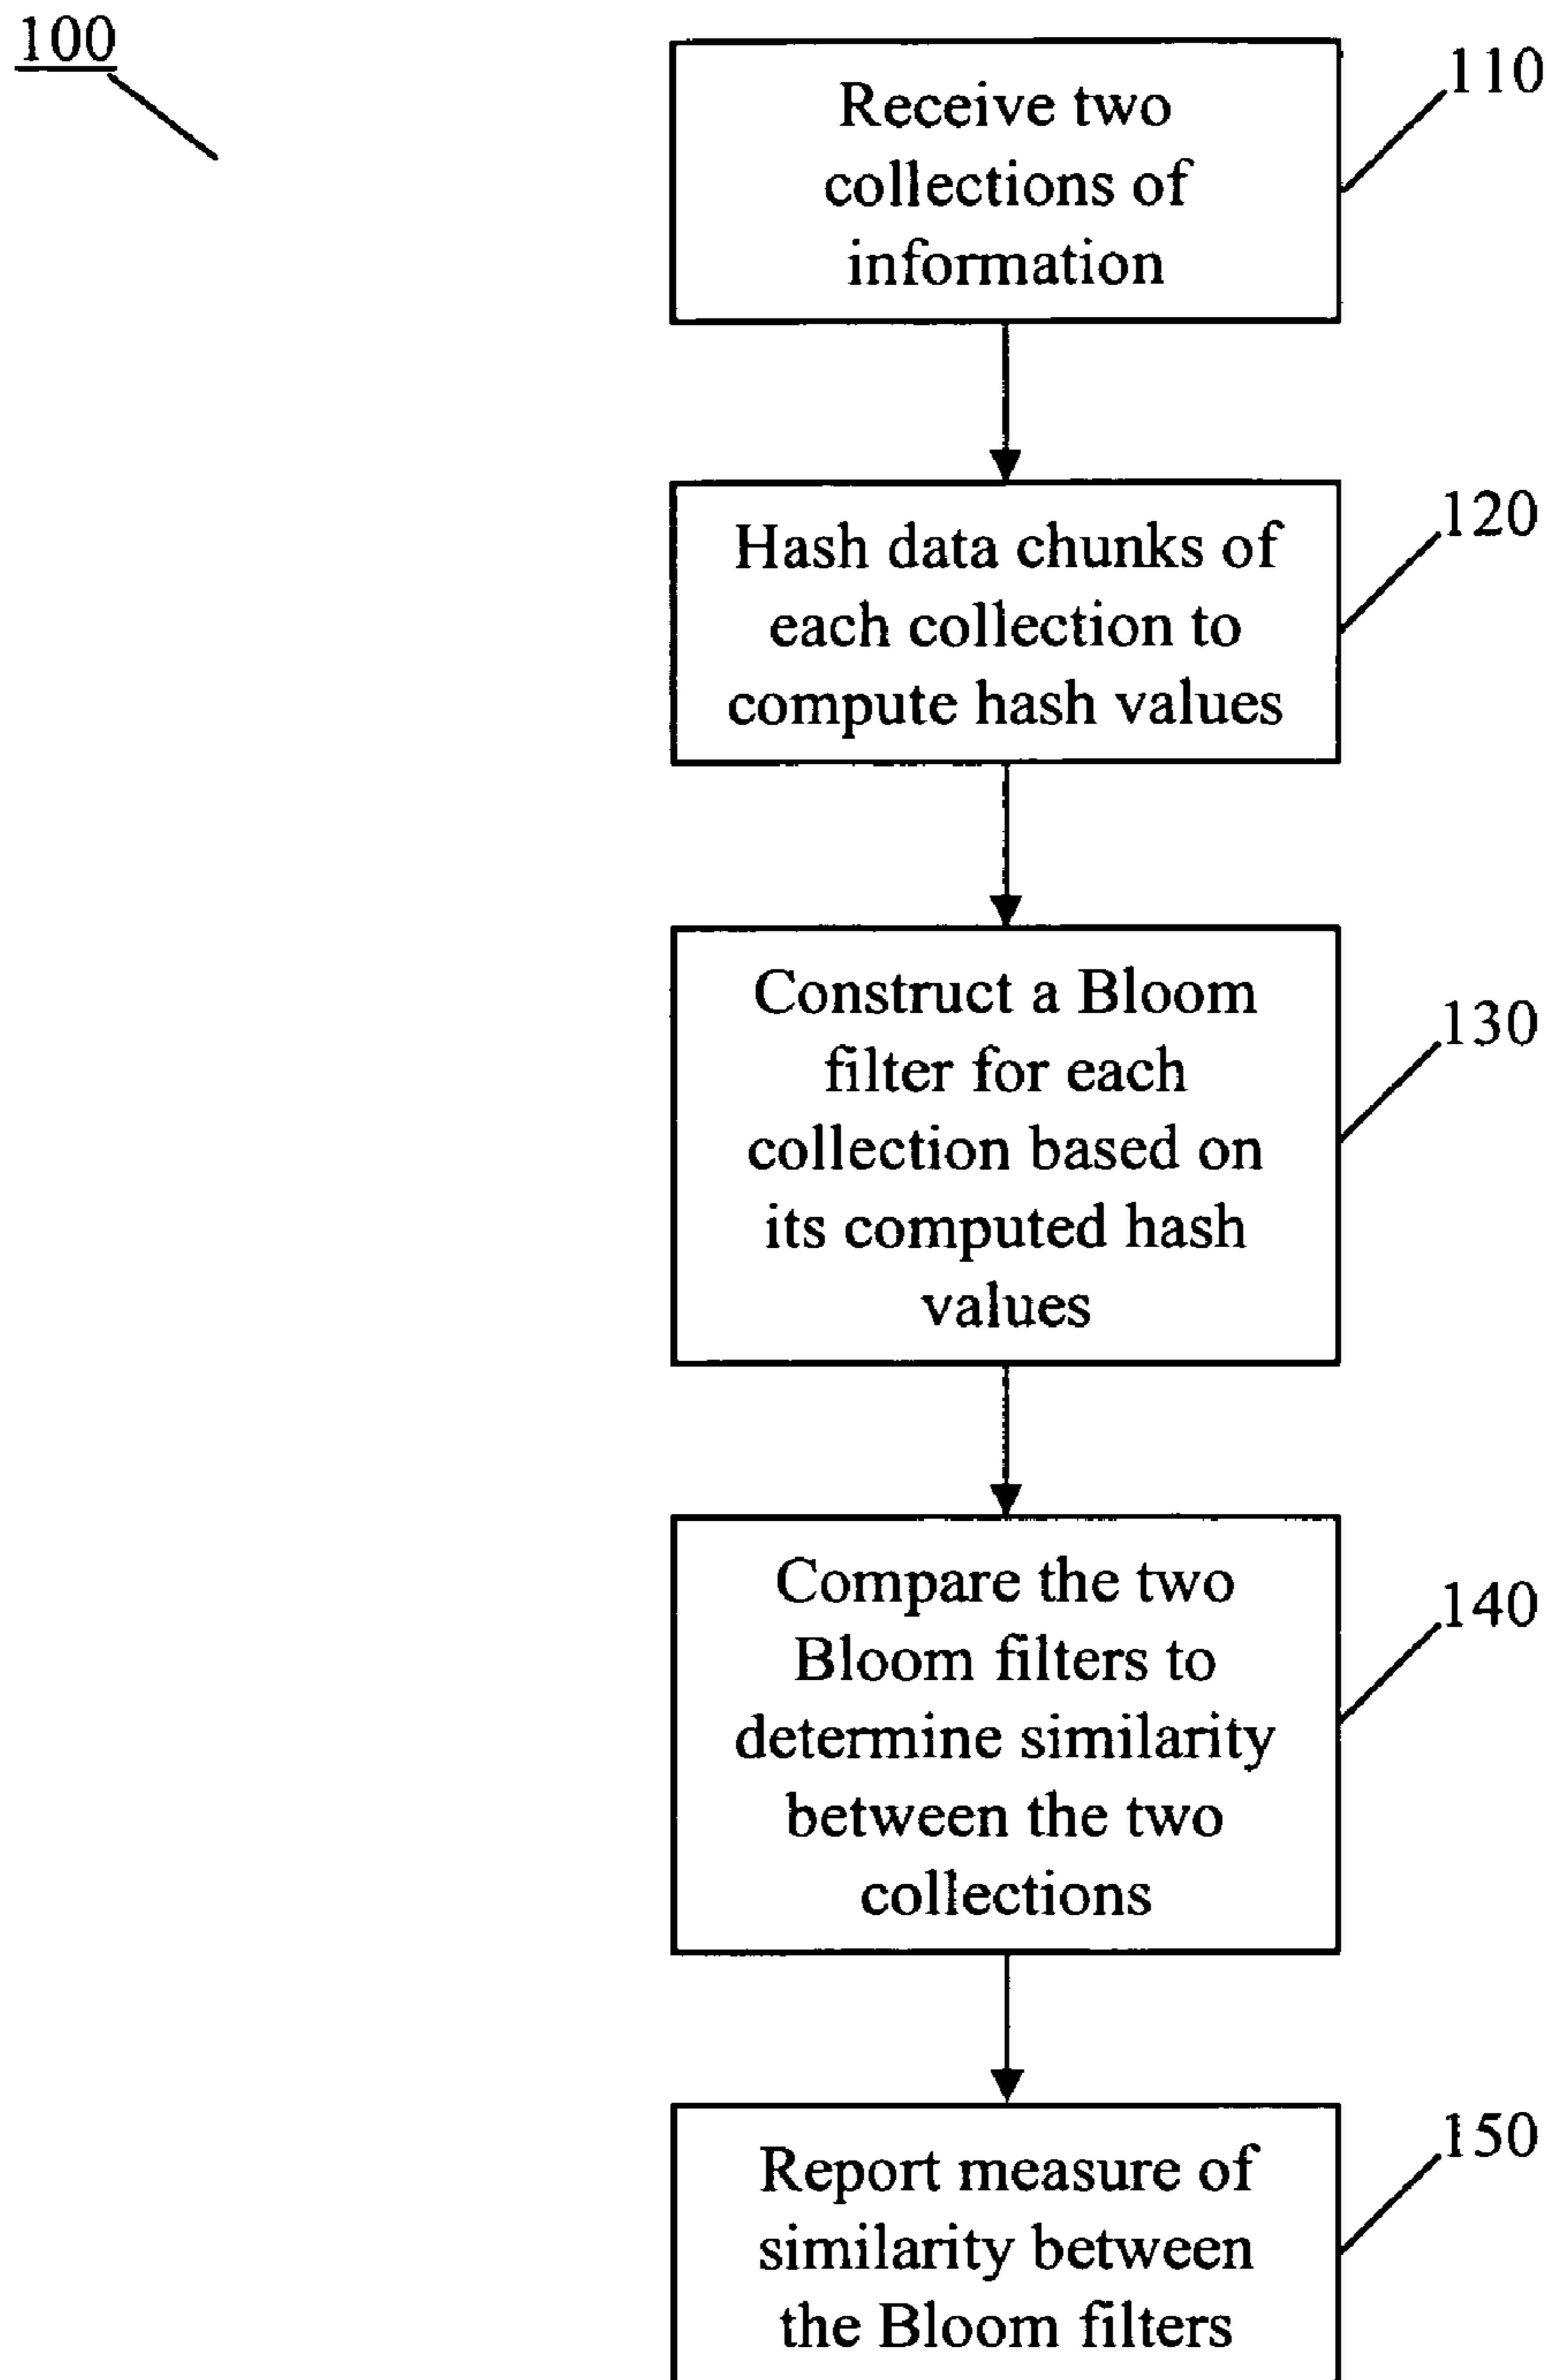 100
110
Receive two
collections of
information
120
Hash data chunks of
each collection to
compute hash values
130
Construct a Bloom
filter for each
collection based on
its computed hash
values
140
Compare the two
Bloom filters to
determine similarity
between the two
collections
150
Report measure of
similarity between
the Bloom filters